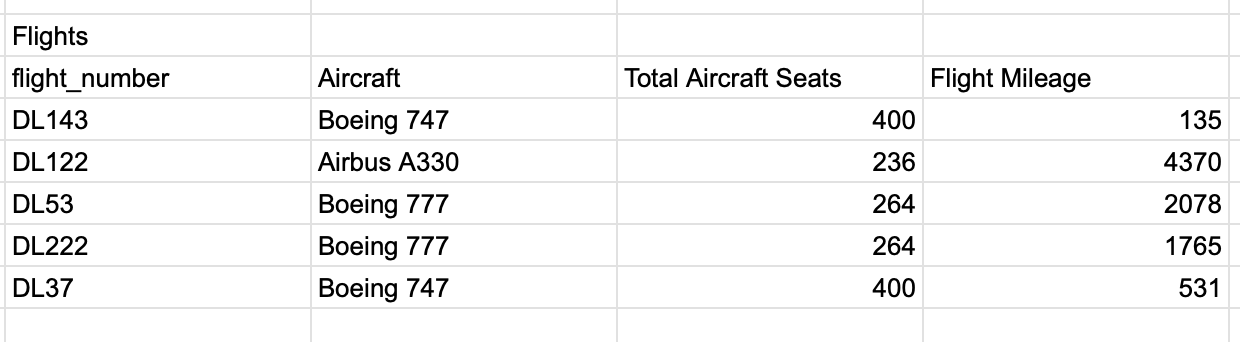 Flights
flight_number Aircraft Total Aircraft Seats Flight Mileage
DL143 Boeing 747 400 135
DL122 Airbus A330 236 4370
DL53 Boeing 777 264 2078
DL222 Boeing 777 264 1765
DL37 Boeing 747 400 531